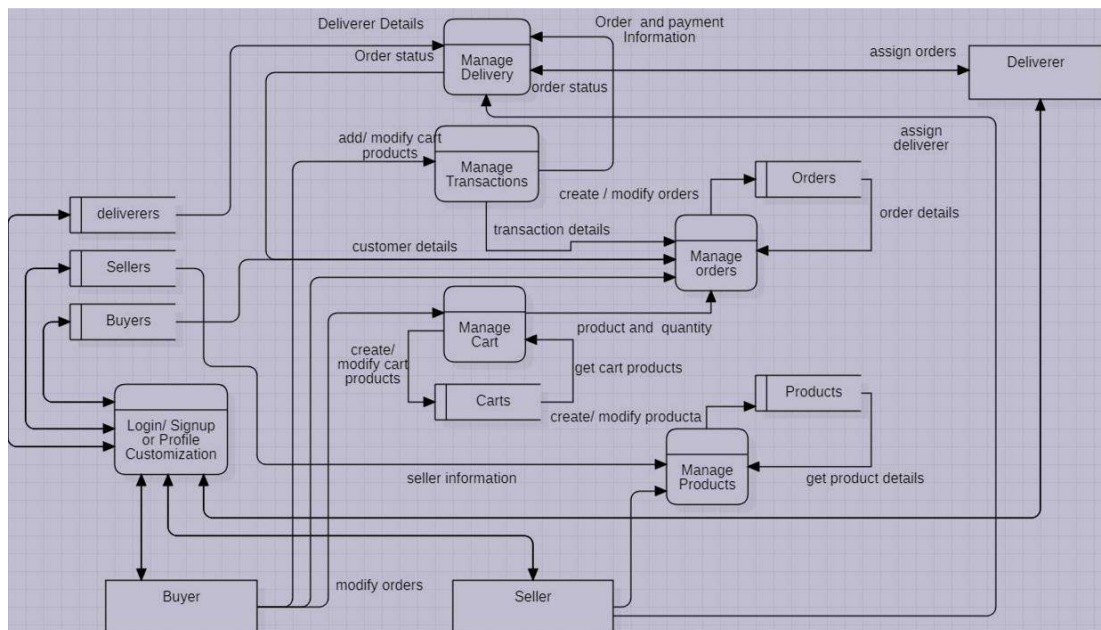 Deliverer Details
Order and payment
Information
Order status
Manage
Delivery
assign orders
Deliverer
order status
add/ modify cart
products
Manage
Transactions
assign
deliverer
create / modify orders
Orders
deliverers
order details
transaction details
customer details
Sellers
Manage
orders
Buyers
Manage
Cart
product and quantity
create/
modify cart
products
get cart products
Carts
Products
create/ modify producta
Login/ Signup
or Profile
Customization
seller information
Manage
Products
get product details
modify orders
Buyer
Seller